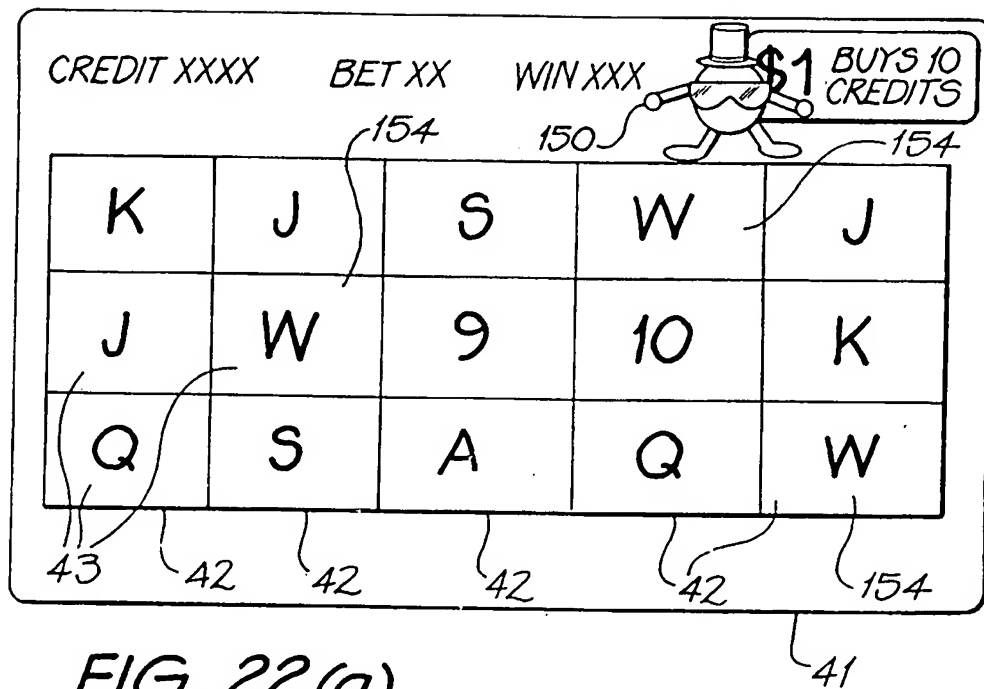 CREDIT XXXX BET XX WIN XXX $1 BUYS 10
CREDITS
154 150 154
K J S W J
J W 9 10 K
Q S A Q W
43 42 42 42 42 154
41
FIG. 22(a)